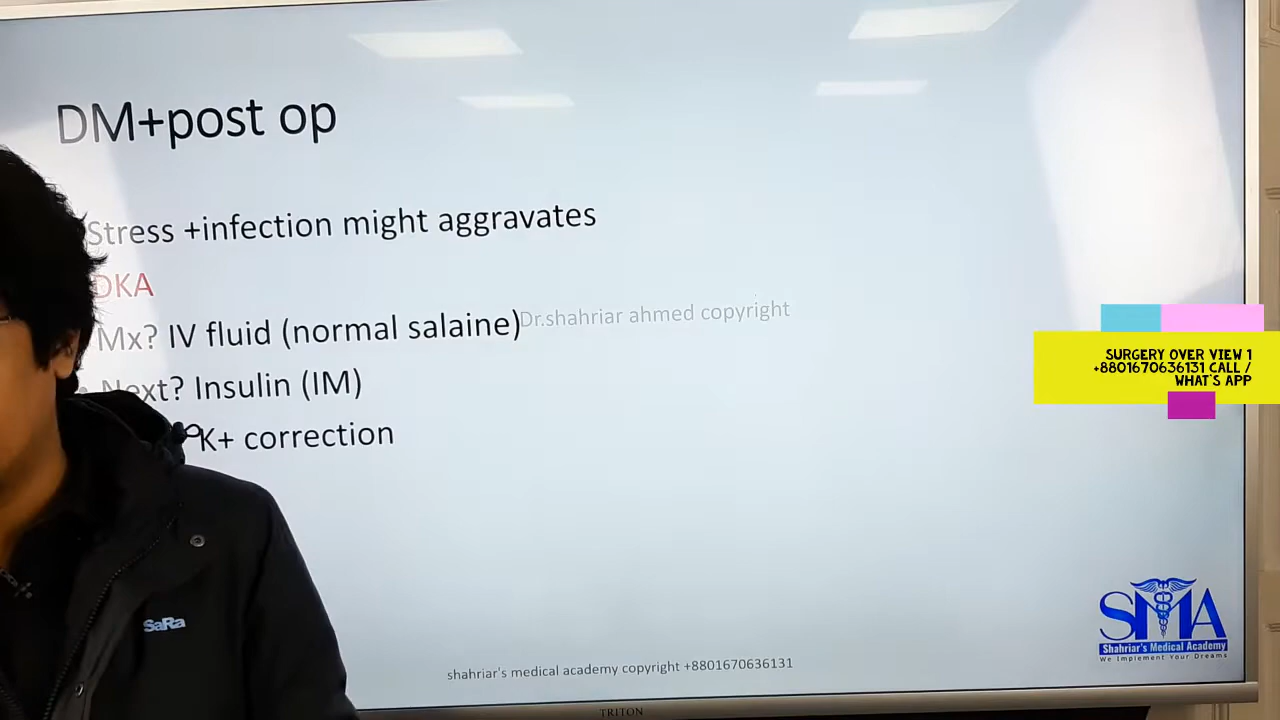 DM+post op
Stress +infection might aggravates
DKA
Mx? IV fluid (normal salaine)
Dr.shahriar ahmed copyright
Next? Insulin (IM)
K+ correction
SURGERY OVER VIEW 1
+8801670636131 CALL /
WHAT'S APP
SaRa
SMA
Shahriar's Medical Academy
We Implement Your Dreams
shahriar's medical academy copyright +8801670636131
TRITON